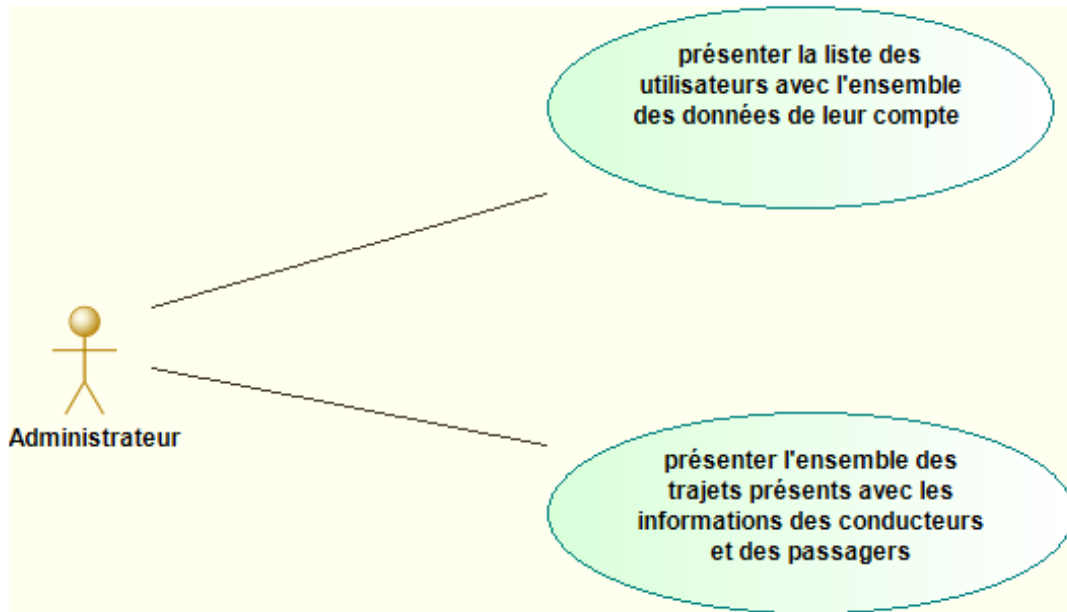 présenter la liste des
utilisateurs avec l'ensemble
des données de leur compte
Administrateur
présenter l'ensemble des
trajets présents avec les
informations des conducteurs
et des passagers